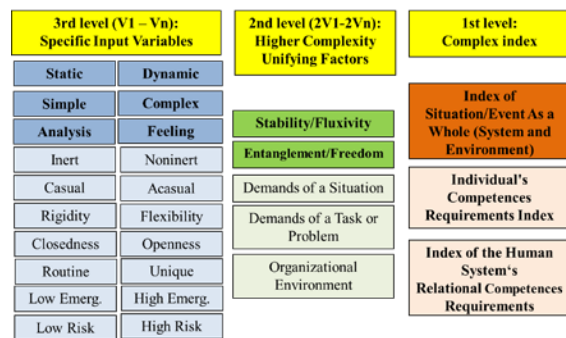 3rd level (V1 – Vn):
Specific Input Variables
Static Dynamic
Simple Complex
Analysis Feeling
Inert Noninert
Casual Acasual
Rigidity Flexibility
Closedness Openness
Routine Unique
Low Emerg. High Emerg.
Low Risk High Risk
2nd level (2V1-2Vn):
Higher Complexity
Unifying Factors
Stability/Fluxivity
Entanglement/Freedom
Demands of a Situation
Demands of a Task or
Problem
Organizational
Environment
1st level:
Complex index
Index of
Situation/Event As a
Whole (System and
Environment)
Individual's
Competences
Requirements Index
Index of the Human
System‘s
Relational Competences
Requirements